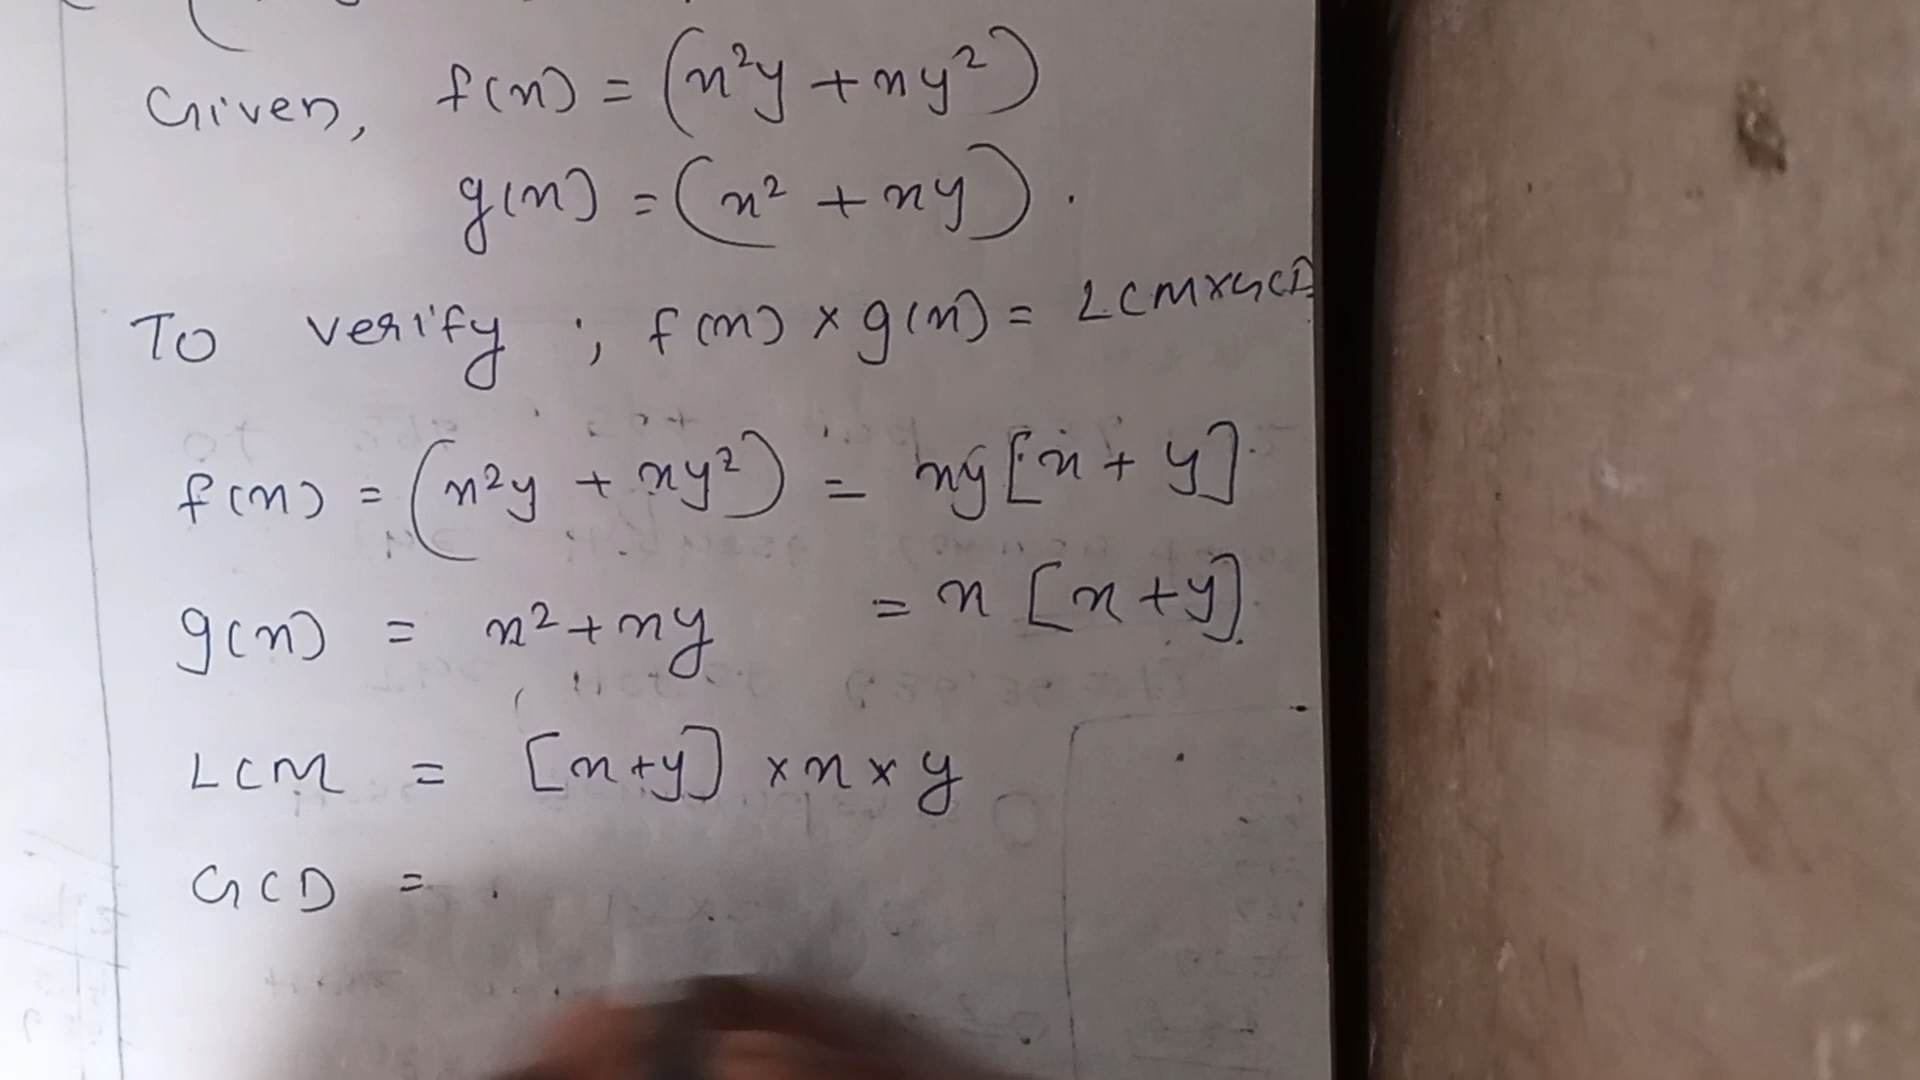 Given, f(x) = (x²y + xy²)
g(x) = (x² + xy).
To verify ; f(x) × g(x) = LCM×GCD
f(x) = (x²y + xy²) = xy[x + y]
g(x) = x² + xy = x [x + y].
LCM = [x+y] × x × y
GCD =